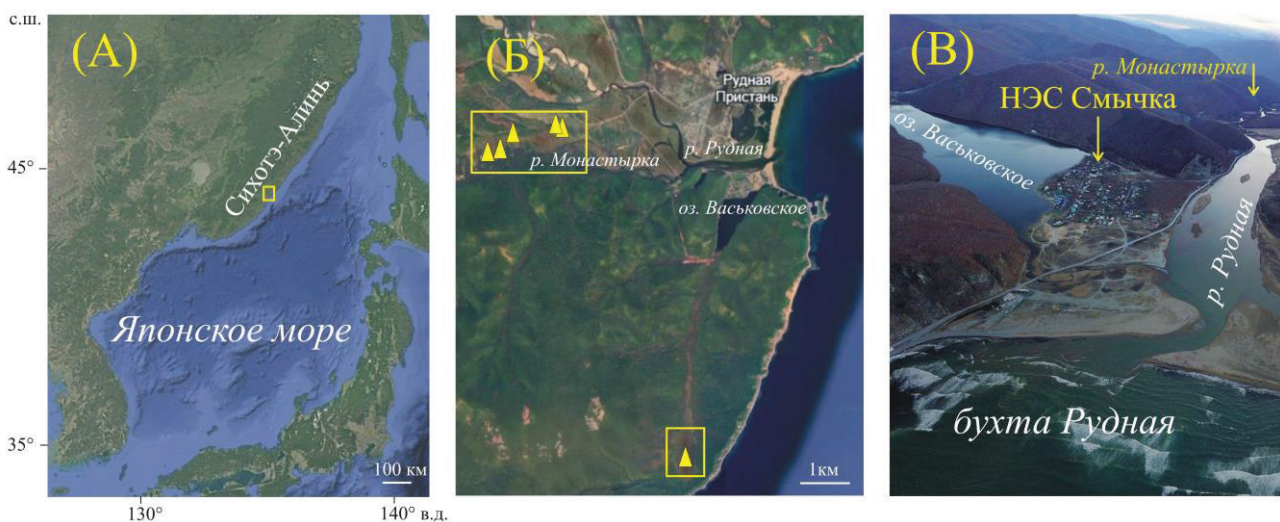 с.ш.
(А)
Сихотэ-Алинь
45°
Японское море
35°
100 км
130°
140° в.д.
(Б)
Рудная
Пристань
р. Рудная
р. Монастырка
оз. Васьковское
1км
(В)
р. Монастырка
НЭС Смычка
оз. Васьковское
р. Рудная
бухта Рудная